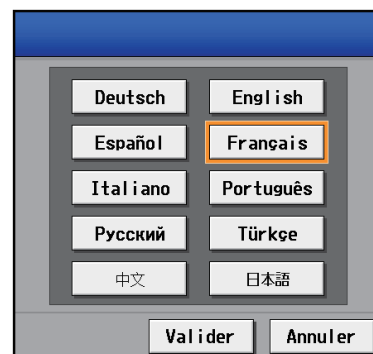 Deutsch English
Español Français
Italiano Português
Русский Türkçe
中文 日本語
Valider Annuler